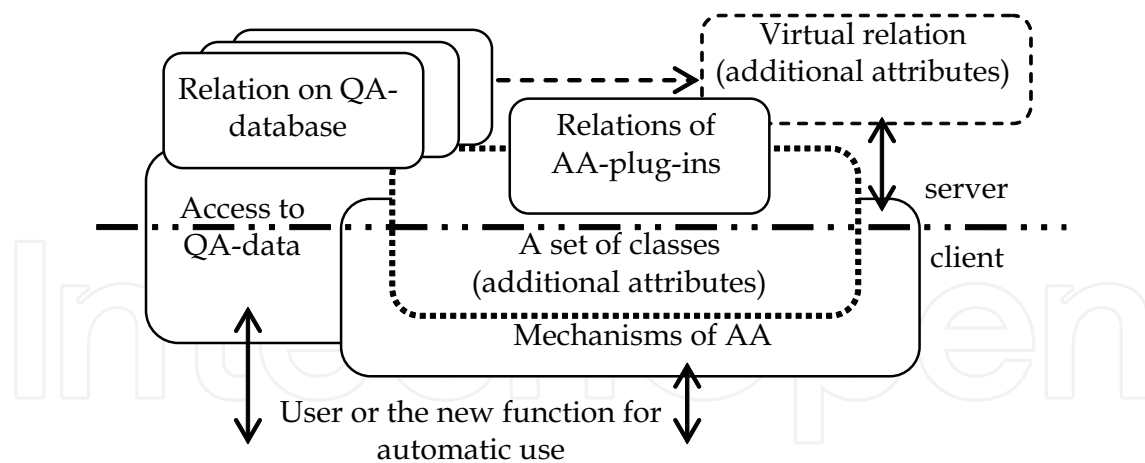 Virtual relation
(additional attributes)
Relation on QA-
database
Relations of
AA-plug-ins
server
Access to
QA-data
A set of classes
(additional attributes)
client
Mechanisms of AA
User or the new function for
automatic use
IntechOpen